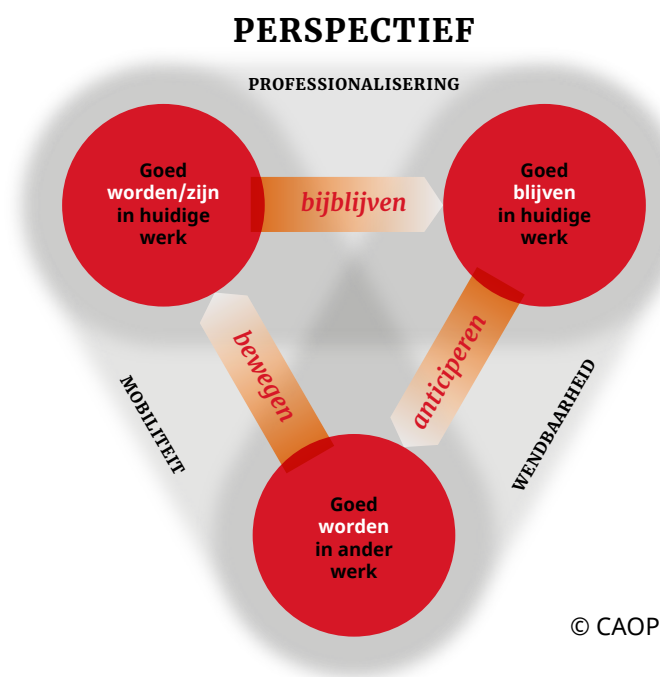 PERSPECTIEF
PROFESSIONALISERING
Goed
worden/zijn
in huidige
werk
bijblijven
Goed
blijven
in huidige
werk
bewegen
anticiperen
MOBILITEIT
WENDBAARHEID
Goed
worden
in ander
werk
© CAOP